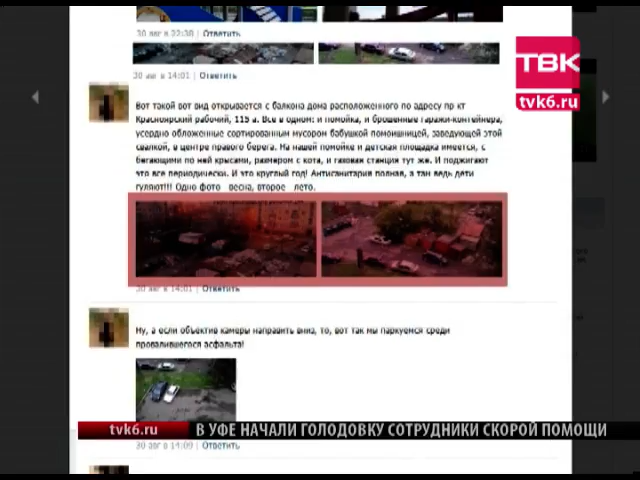 30 авг в 22:30 | Ответить
ТВК
tvk6.ru
30 авг в 14:01 | Ответить
Вот такой вот вид открывается с балкона дома расположенного по адресу пр кт
Красноярский рабочий, 115 а. Все в одном: и помойка, и брошенные гаражи-контейнера,
усердно обложенные сортированным мусором бабушкой помоишницей, заведующей этой
свалкой, в центре правого берега. На нашей помойке и детская площадка имеется, с
бегающими по ней крысами, размером с кота, и газовая станция тут же. И поджигают
это все периодически. И это круглый год! Антисанитария полная, а там ведь дети
гуляют!!! Одно фото весна, второе лето.
30 авг в 14:01 | Ответить
Ну, а если объектив камеры направить вниз, то, вот так мы паркуемся среди
провалившегося асфальта!
tvk6.ru В УФЕ НАЧАЛИ ГОЛОДОВКУ СОТРУДНИКИ СКОРОЙ ПОМОЩИ
30 авг в 14:09 | Ответить